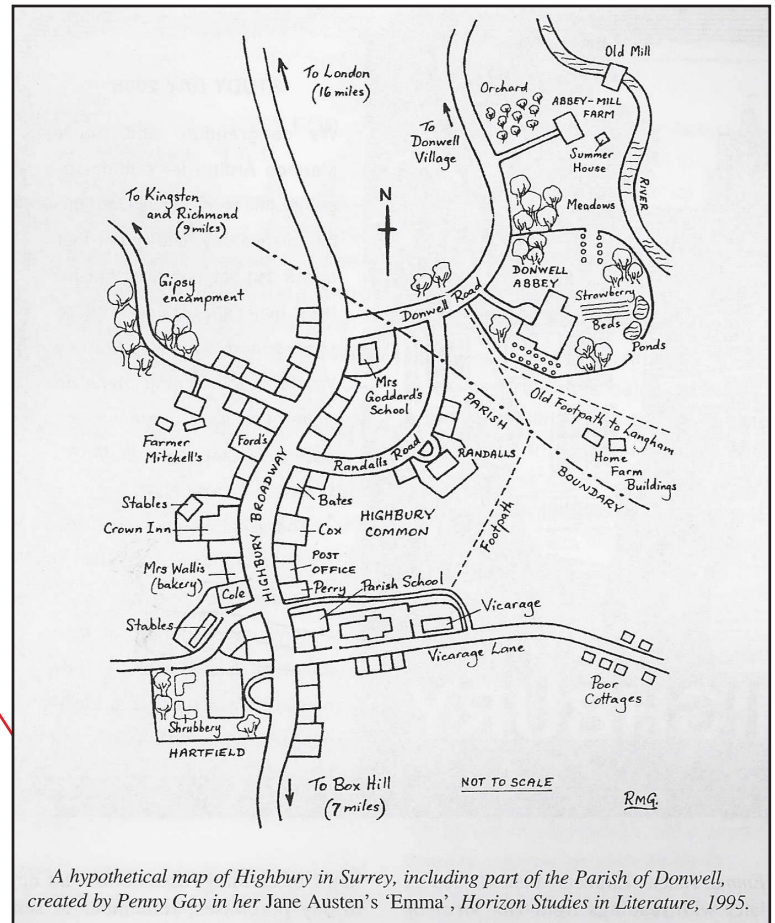 To London
(16 miles)
To Kingston
and Richmond
(9 miles)
Gipsy
encampment
N
To
Donwell
Village
Orchard
Old Mill
ABBEY-MILL
FARM
Summer
House
RIVER
Meadows
DONWELL
ABBEY
Strawberry
Beds
Ponds
Donwell Road
Mrs
Goddard's
School
PARISH
BOUNDARY
Old Footpath to Langham
Home
Farm
Buildings
Farmer
Mitchell's
Ford's
HIGHBURY BROADWAY
Randalls Road
RANDALLS
Bates
HIGHBURY
COMMON
Footpath
Stables
Crown Inn
Cox
Mrs Wallis
(bakery)
POST
OFFICE
Cole
Perry
Parish School
Vicarage
Stables
Vicarage Lane
Poor
Cottages
Shrubbery
HARTFIELD
To Box Hill
(7 miles)
NOT TO SCALE
RMG.
A hypothetical map of Highbury in Surrey, including part of the Parish of Donwell,
created by Penny Gay in her Jane Austen's 'Emma', Horizon Studies in Literature, 1995.